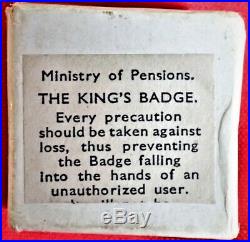 Ministry of Pensions.
THE KING'S BADGE.
Every precaution
should be taken against
loss, thus preventing
the Badge falling
into the hands of an
unauthorized user.